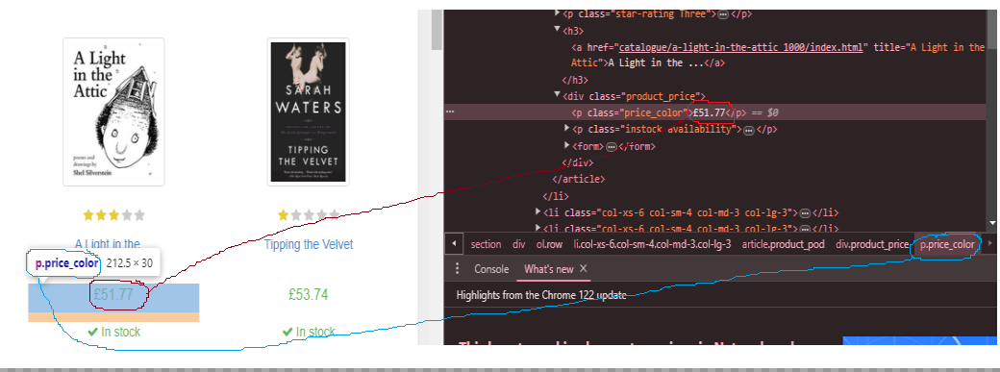 A Light
in the
Attic
poems and
drawings by
Shel Silverstein
SARAH
WATERS
TIPPING
THE VELVET
A Light in the
Tipping the Velvet
p.price_color 212.5 × 30
£51.77
£53.74
In stock
In stock
<p class="star-rating Three">…</p>
<h3>
<a href="catalogue/a-light-in-the-attic_1000/index.html" title="A Light in the
Attic">A Light in the ...</a>
</h3>
<div class="product_price">
<p class="price_color">£51.77</p> == $0
<p class="instock availability">…</p>
<form>…</form>
</div>
</article>
</li>
<li class="col-xs-6 col-sm-4 col-md-3 col-lg-3">…</li>
<li class="col-xs-6 col-sm-4 col-md-3 col-lg-3">…</li>
section div ol.row li.col-xs-6.col-sm-4.col-md-3.col-lg-3 article.product_pod div.product_price p.price_color
Console What's new ×
Highlights from the Chrome 122 update